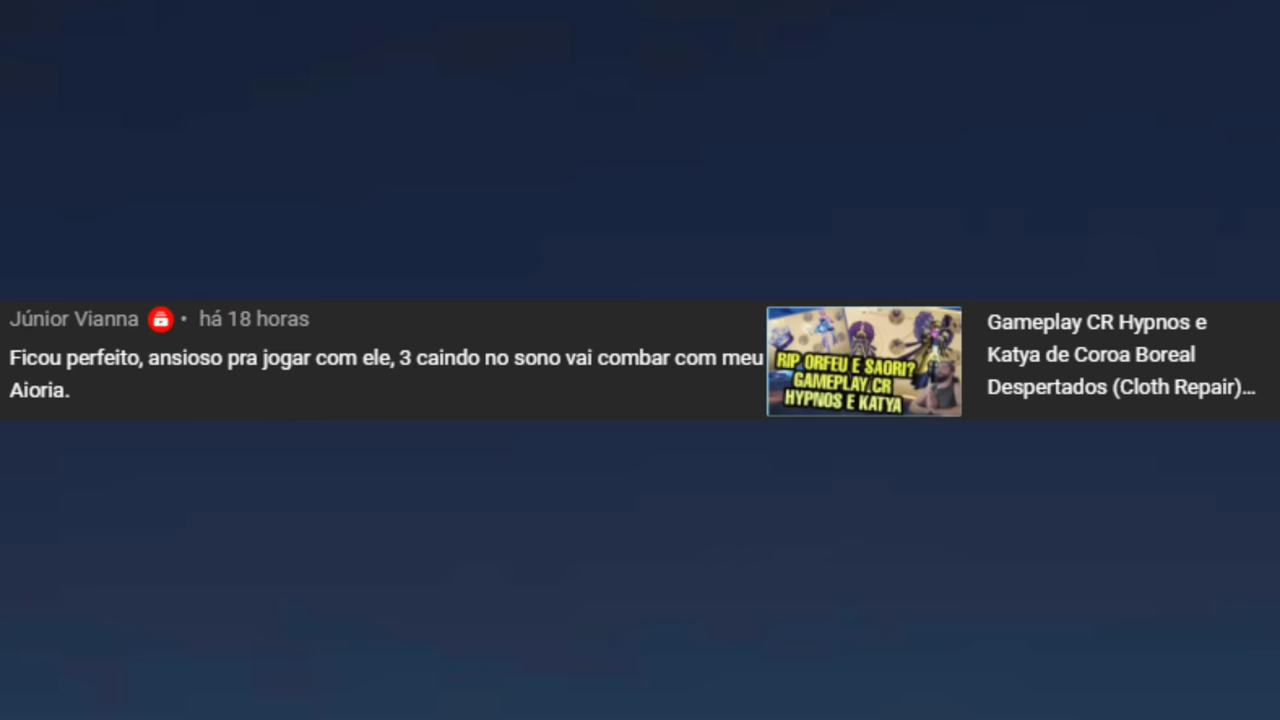 Júnior Vianna • há 18 horas
Ficou perfeito, ansioso pra jogar com ele, 3 caindo no sono vai combar com meu
Aioria.
RIP ORFEU E SAORI?
GAMEPLAY CR
HYPNOS E KATYA
Gameplay CR Hypnos e
Katya de Coroa Boreal
Despertados (Cloth Repair)...